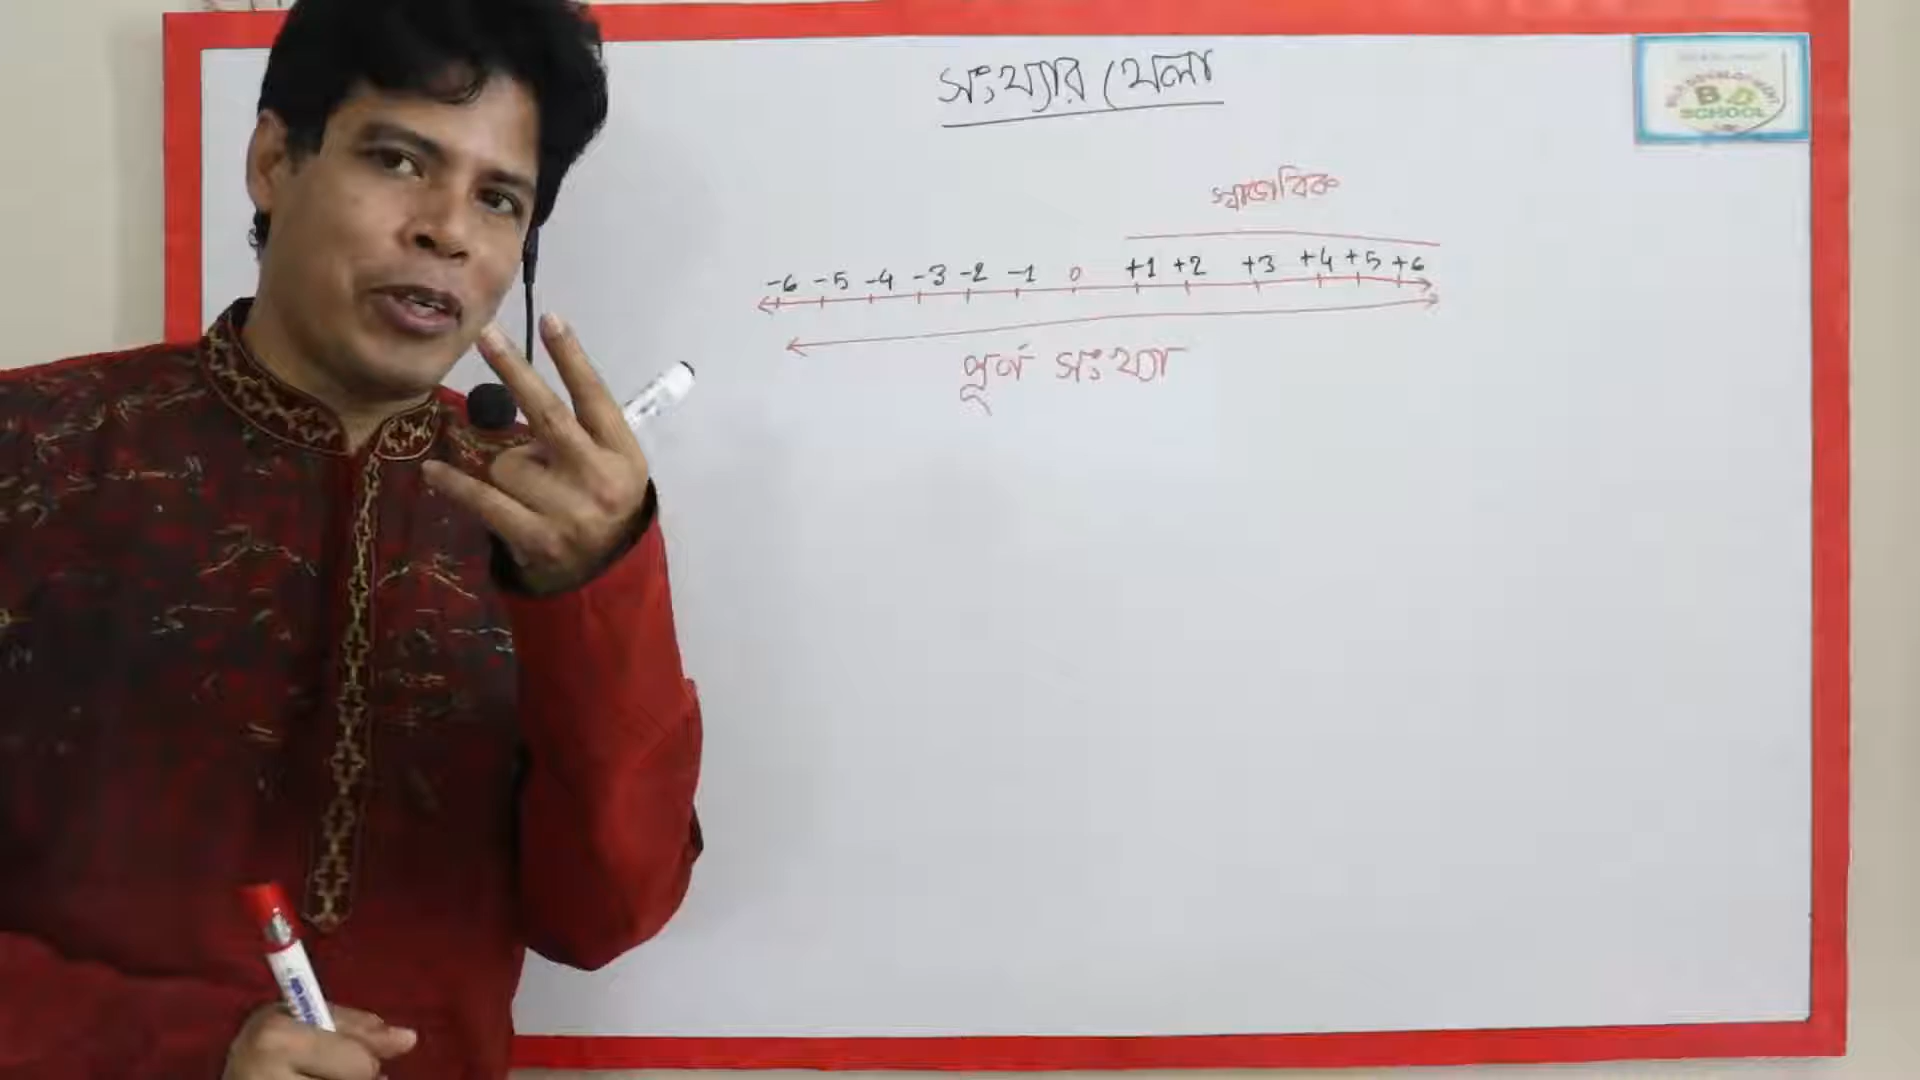 সংখ্যার খেলা
B D
SCHOOL
স্বাভাবিক
-6 -5 -4 -3 -2 -1 0 +1 +2 +3 +4 +5 +6
পূর্ণ সংখ্যা